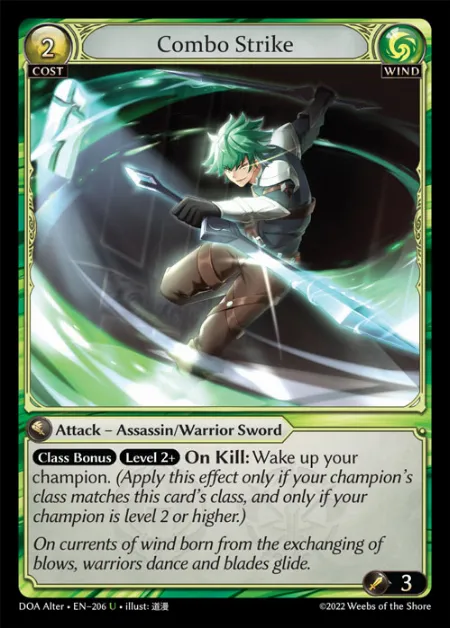 2
Combo Strike
COST
WIND
Attack – Assassin/Warrior Sword
Class Bonus Level 2+ On Kill: Wake up your
champion. (Apply this effect only if your champion's
class matches this card's class, and only if your
champion is level 2 or higher.)
On currents of wind born from the exchanging of
blows, warriors dance and blades glide.
3
DOA Alter • EN-206 U • illust: 道漫
©2022 Weebs of the Shore